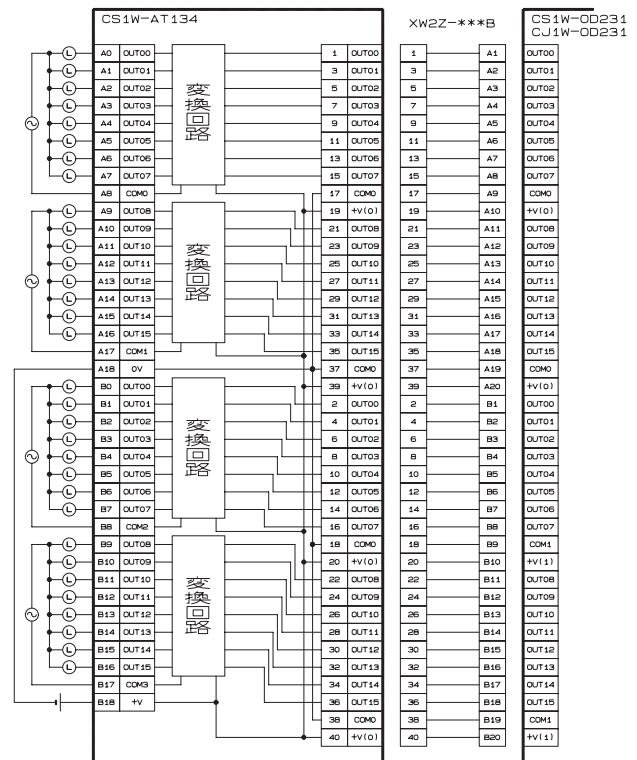 CS1W-AT134 XW2Z-***B CS1W-OD231
CJ1W-OD231
L A0 OUT00 1 OUT00 1 A1 OUT00
L A1 OUT01 3 OUT01 3 A2 OUT01
L A2 OUT02 5 OUT02 5 A3 OUT02
L A3 OUT03 7 OUT03 7 A4 OUT03
L A4 OUT04 9 OUT04 9 A5 OUT04
L A5 OUT05 11 OUT05 11 A6 OUT05
L A6 OUT06 13 OUT06 13 A7 OUT06
L A7 OUT07 15 OUT07 15 A8 OUT07
変換回路
A8 COM0 17 COM0 17 A9 COM0
L A9 OUT08 19 +V(0) 19 A10 +V(0)
L A10 OUT09 21 OUT08 21 A11 OUT08
L A11 OUT10 23 OUT09 23 A12 OUT09
L A12 OUT11 25 OUT10 25 A13 OUT10
L A13 OUT12 27 OUT11 27 A14 OUT11
L A14 OUT13 29 OUT12 29 A15 OUT12
L A15 OUT14 31 OUT13 31 A16 OUT13
L A16 OUT15 33 OUT14 33 A17 OUT14
変換回路
A17 COM1 35 OUT15 35 A18 OUT15
A18 0V 37 COM0 37 A19 COM0
L B0 OUT00 39 +V(0) 39 A20 +V(0)
L B1 OUT01 2 OUT00 2 B1 OUT00
L B2 OUT02 4 OUT01 4 B2 OUT01
L B3 OUT03 6 OUT02 6 B3 OUT02
L B4 OUT04 8 OUT03 8 B4 OUT03
L B5 OUT05 10 OUT04 10 B5 OUT04
L B6 OUT06 12 OUT05 12 B6 OUT05
L B7 OUT07 14 OUT06 14 B7 OUT06
変換回路
B8 COM2 16 OUT07 16 B8 OUT07
L B9 OUT08 18 COM0 18 B9 COM1
L B10 OUT09 20 +V(0) 20 B10 +V(1)
L B11 OUT10 22 OUT08 22 B11 OUT08
L B12 OUT11 24 OUT09 24 B12 OUT09
L B13 OUT12 26 OUT10 26 B13 OUT10
L B14 OUT13 28 OUT11 28 B14 OUT11
L B15 OUT14 30 OUT12 30 B15 OUT12
L B16 OUT15 32 OUT13 32 B16 OUT13
変換回路
B17 COM3 34 OUT14 34 B17 OUT14
B18 +V 36 OUT15 36 B18 OUT15
38 COM0 38 B19 COM1
40 +V(0) 40 B20 +V(1)